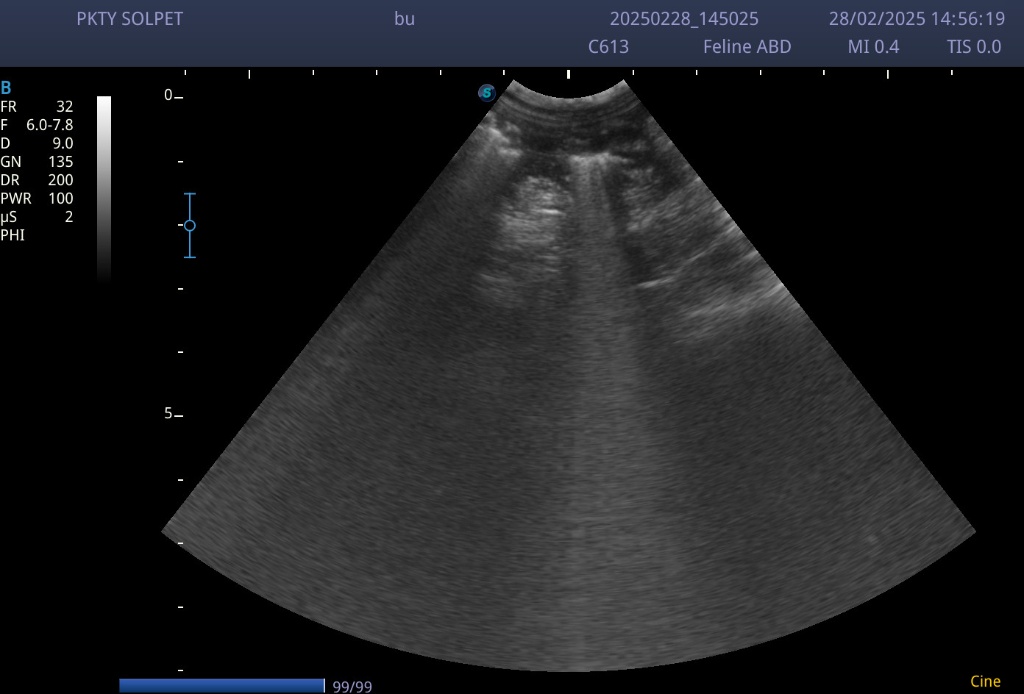 PKTY SOLPET bu 20250228_145025 28/02/2025 14:56:19
C613 Feline ABD MI 0.4 TIS 0.0
B
FR 32
F 6.0-7.8
D 9.0
GN 135
DR 200
PWR 100
µS 2
PHI
S
0
5
99/99
Cine